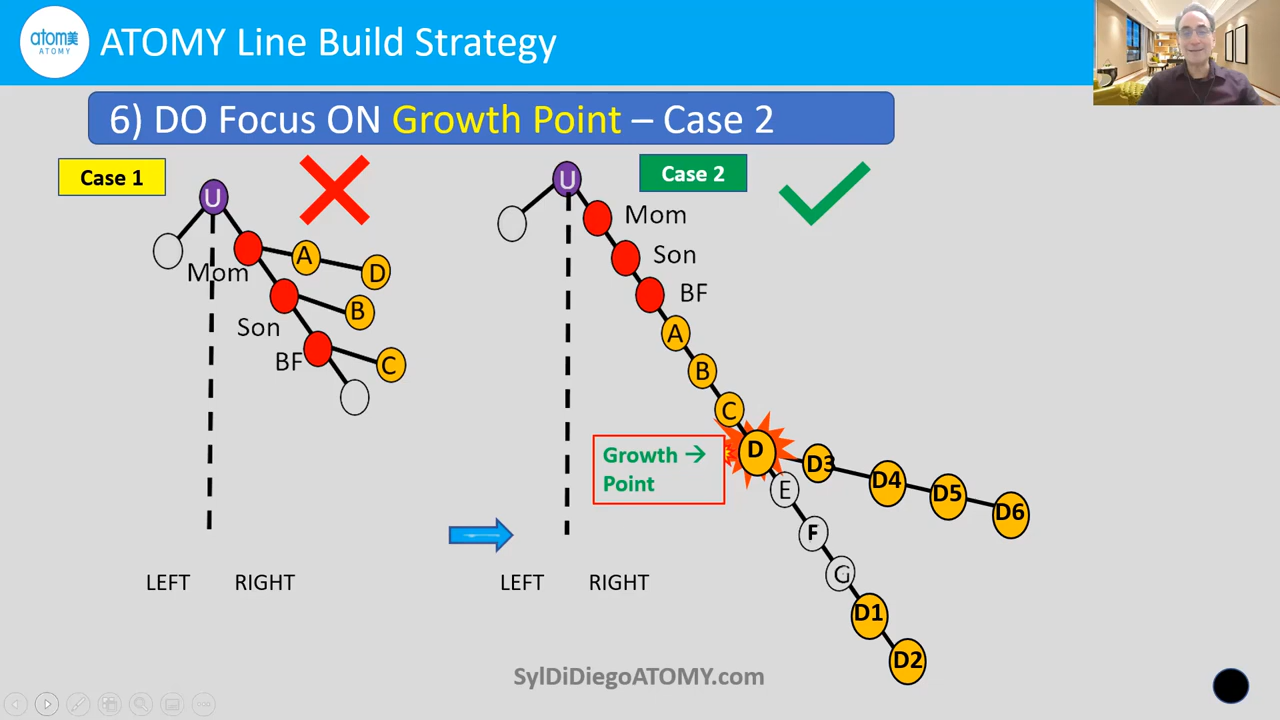 atom美
ATOMY
ATOMY Line Build Strategy
6) DO Focus ON Growth Point – Case 2
Case 1
U
Mom
A
D
Son
B
BF
C
LEFT
RIGHT
Case 2
U
Mom
Son
BF
A
B
C
Growth →
Point
D
D3
D4
D5
D6
E
F
G
D1
D2
LEFT
RIGHT
SylDiDiegoATOMY.com